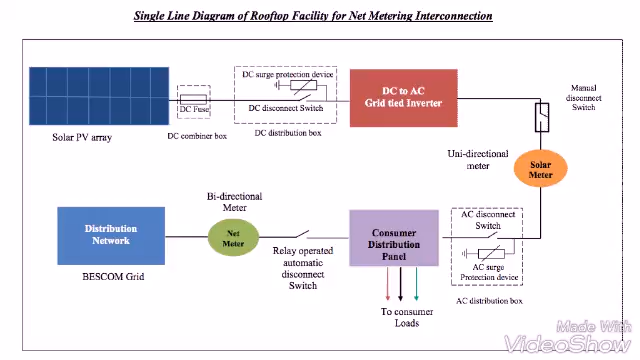 Single Line Diagram of Rooftop Facility for Net Metering Interconnection
DC surge protection device
DC to AC
Grid tied Inverter
Manual
disconnect
Switch
DC Fuse
DC disconnect Switch
Solar PV array
DC combiner box
DC distribution box
Uni-directional
meter
Solar
Meter
Bi-directional
Meter
AC disconnect
Switch
Distribution
Network
Net
Meter
Consumer
Distribution
Panel
Relay operated
automatic
disconnect
Switch
AC surge
Protection device
BESCOM Grid
AC distribution box
To consumer
Loads
Made With
VideoShow